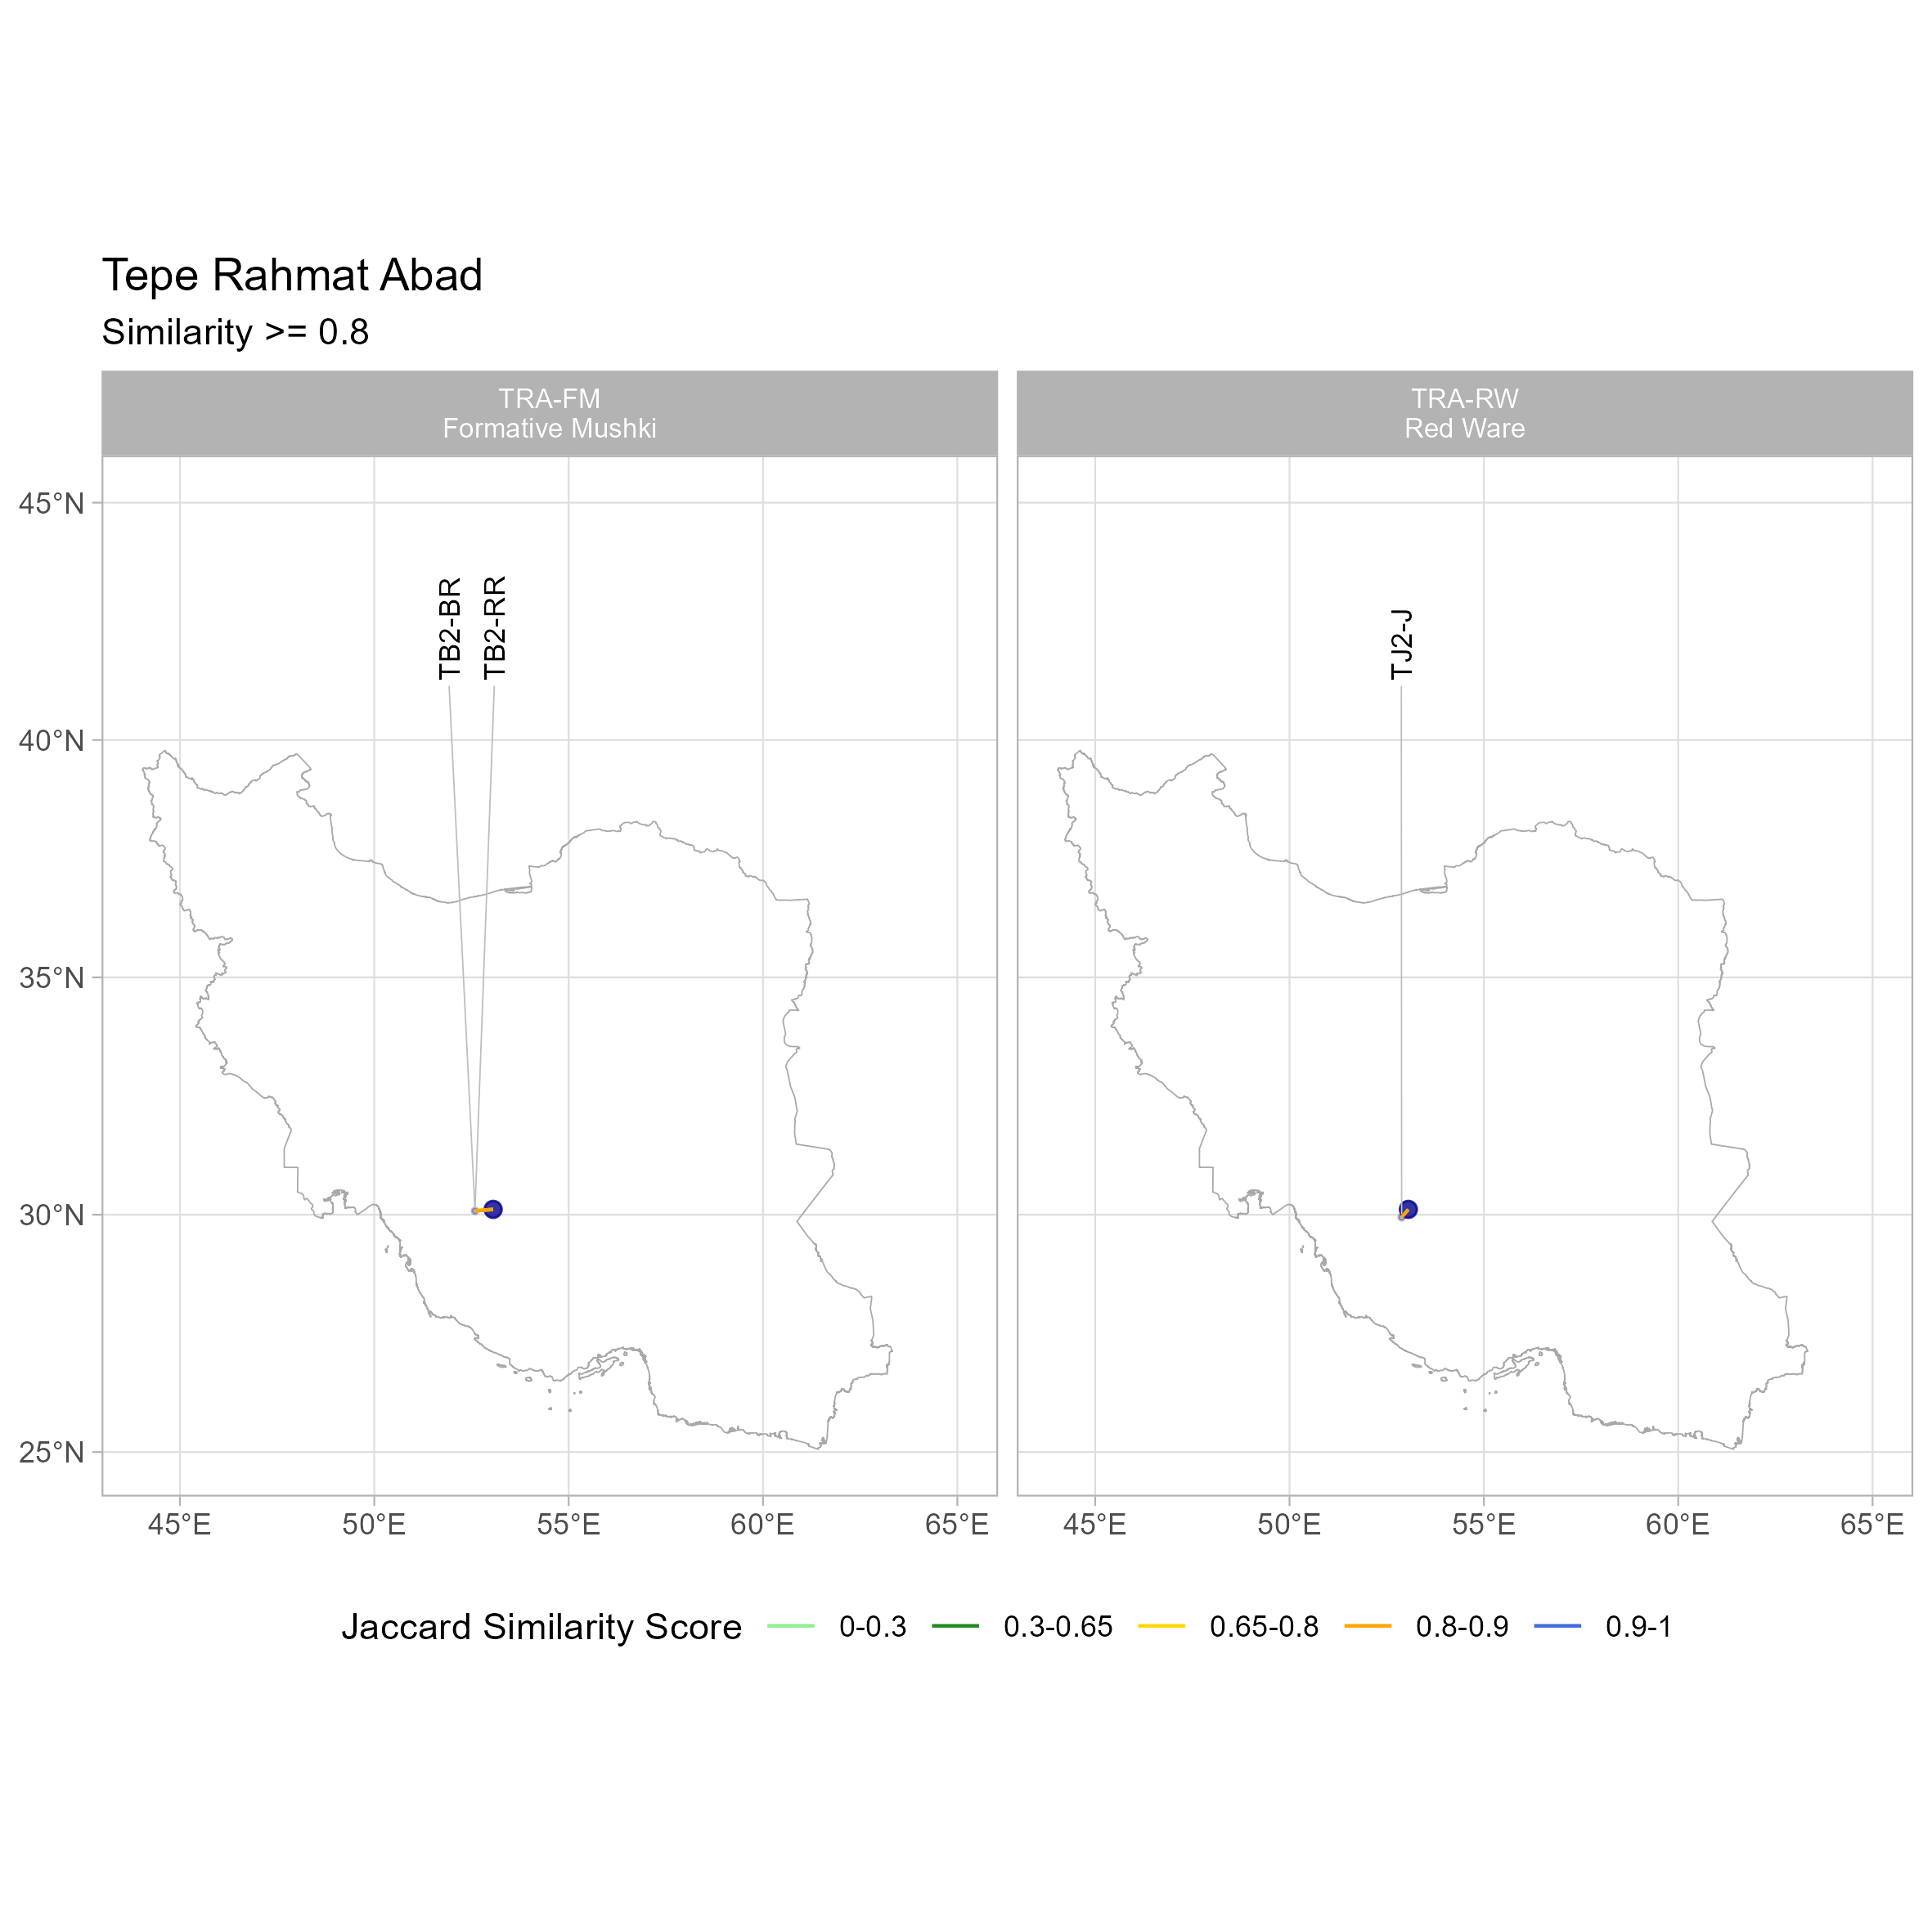 Tepe Rahmat Abad
Similarity >= 0.8
TRA-FM
Formative Mushki
TRA-RW
Red Ware
45°N
40°N
35°N
30°N
25°N
TB2-BR
TB2-RR
TJ2-J
45°E 50°E 55°E 60°E 65°E
45°E 50°E 55°E 60°E 65°E
Jaccard Similarity Score 0-0.3 0.3-0.65 0.65-0.8 0.8-0.9 0.9-1